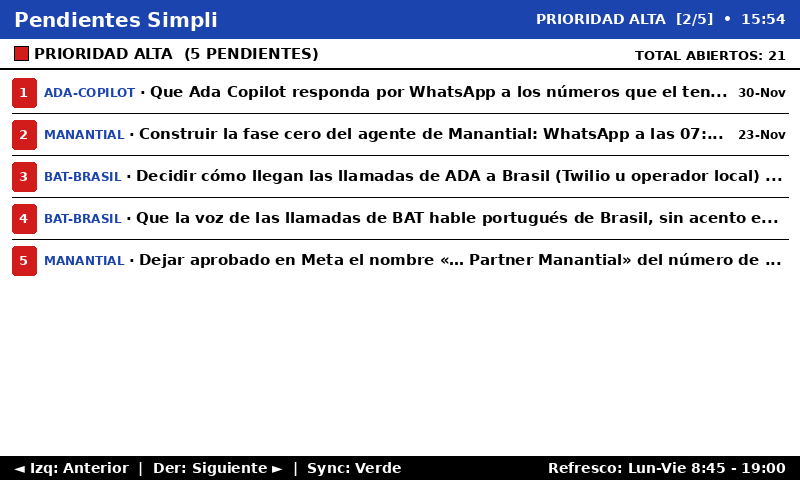 Pendientes Simpli
PRIORIDAD ALTA [2/5] • 15:54
PRIORIDAD ALTA (5 PENDIENTES)
TOTAL ABIERTOS: 21
1 ADA-COPILOT · Que Ada Copilot responda por WhatsApp a los números que el ten... 30-Nov
2 MANANTIAL · Construir la fase cero del agente de Manantial: WhatsApp a las 07:... 23-Nov
3 BAT-BRASIL · Decidir cómo llegan las llamadas de ADA a Brasil (Twilio u operador local) ...
4 BAT-BRASIL · Que la voz de las llamadas de BAT hable portugués de Brasil, sin acento e...
5 MANANTIAL · Dejar aprobado en Meta el nombre «... Partner Manantial» del número de ...
◄ Izq: Anterior | Der: Siguiente ► | Sync: Verde
Refresco: Lun-Vie 8:45 - 19:00